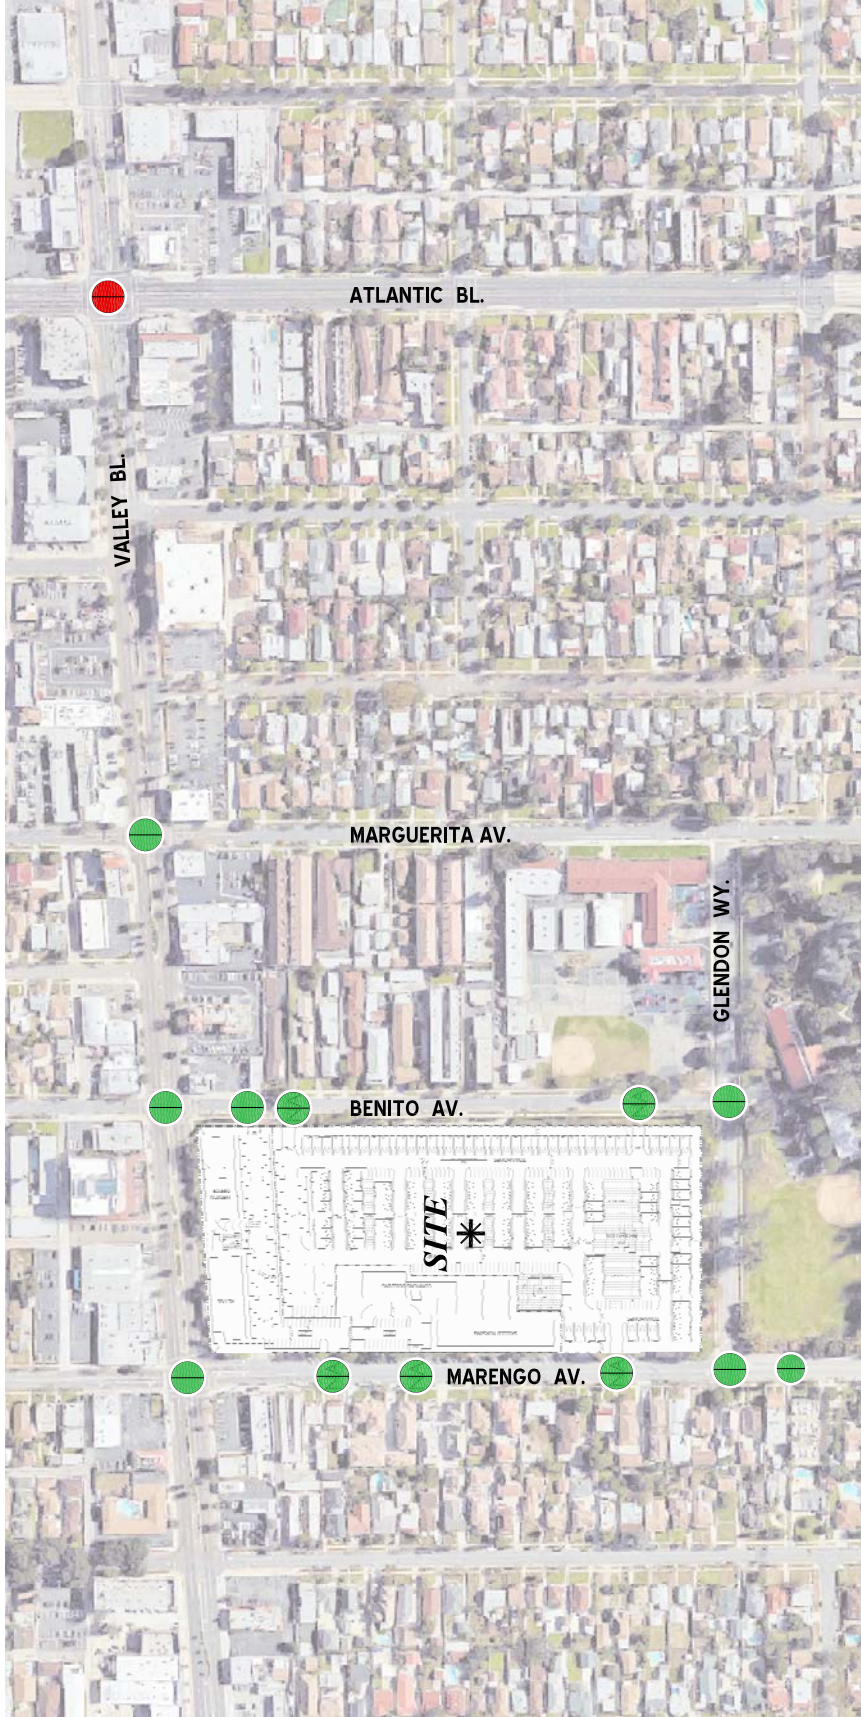 ATLANTIC BL.
VALLEY BL.
MARGUERITA AV.
GLENDON WY.
BENITO AV.
SITE
MARENGO AV.